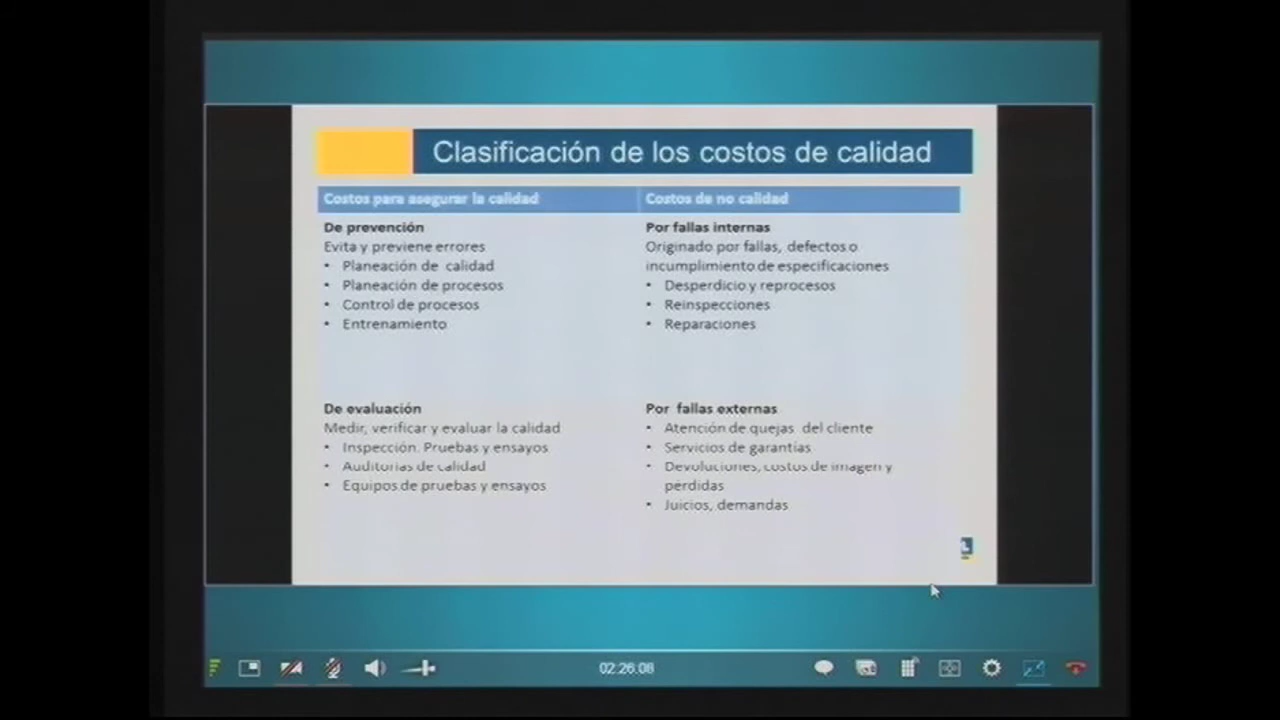 Clasificación de los costos de calidad
Costos para asegurar la calidad
Costos de no calidad
De prevención
Evita y previene errores
• Planeación de calidad
• Planeación de procesos
• Control de procesos
• Entrenamiento
Por fallas internas
Originado por fallas, defectos o
incumplimiento de especificaciones
• Desperdicio y reprocesos
• Reinspecciones
• Reparaciones
De evaluación
Medir, verificar y evaluar la calidad
• Inspección. Pruebas y ensayos
• Auditorias de calidad
• Equipos de pruebas y ensayos
Por fallas externas
• Atención de quejas del cliente
• Servicios de garantías
• Devoluciones, costos de imagen y
perdidas
• Juicios, demandas
02:26:08